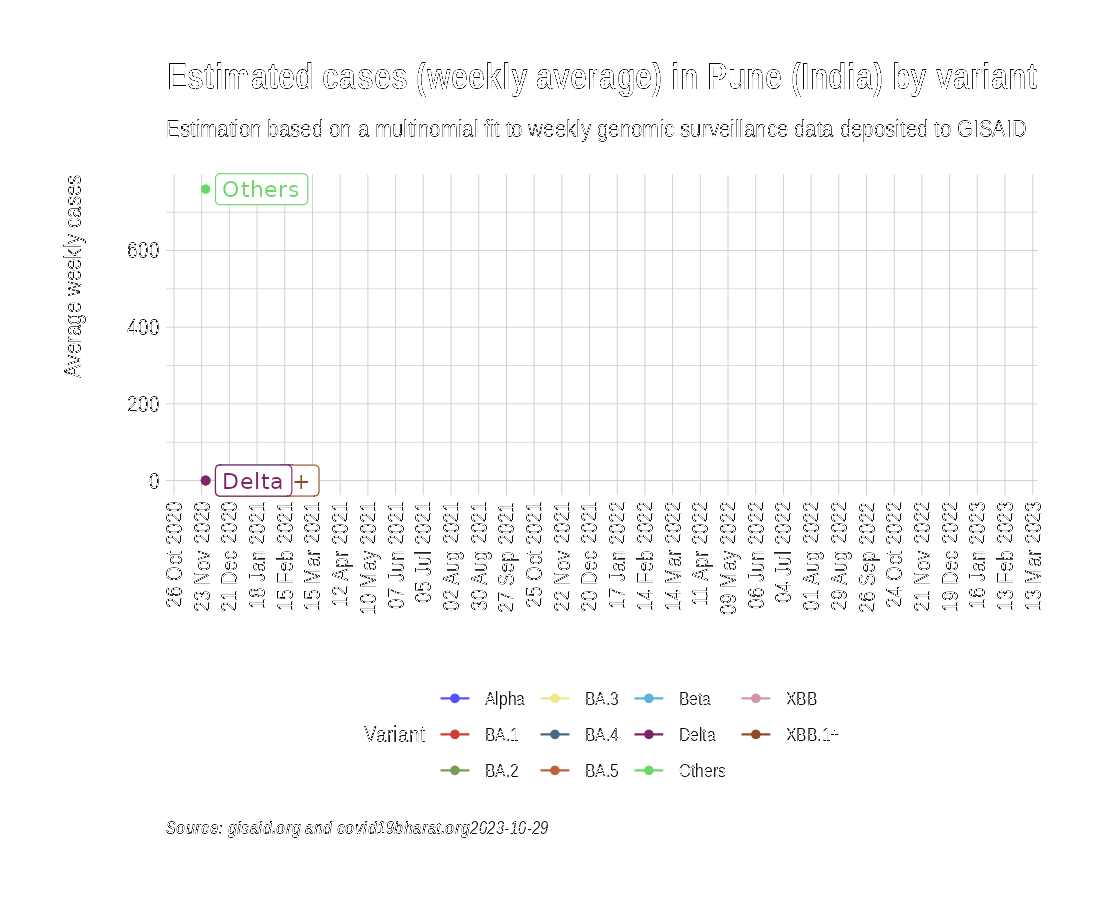 Estimated cases (weekly average) in Pune (India) by variant
Estimation based on a multinomial fit to weekly genomic surveillance data deposited to GISAID
Average weekly cases
Others
600
400
200
0
Delta
+
26 Oct 2020
23 Nov 2020
21 Dec 2020
18 Jan 2021
15 Feb 2021
15 Mar 2021
12 Apr 2021
10 May 2021
07 Jun 2021
05 Jul 2021
02 Aug 2021
30 Aug 2021
27 Sep 2021
25 Oct 2021
22 Nov 2021
20 Dec 2021
17 Jan 2022
14 Feb 2022
14 Mar 2022
11 Apr 2022
09 May 2022
06 Jun 2022
04 Jul 2022
01 Aug 2022
29 Aug 2022
26 Sep 2022
24 Oct 2022
21 Nov 2022
19 Dec 2022
16 Jan 2023
13 Feb 2023
13 Mar 2023
Variant
Alpha
BA.1
BA.2
BA.3
BA.4
BA.5
Beta
Delta
Others
XBB
XBB.1+
Source: gisaid.org and covid19bharat.org2023-10-29